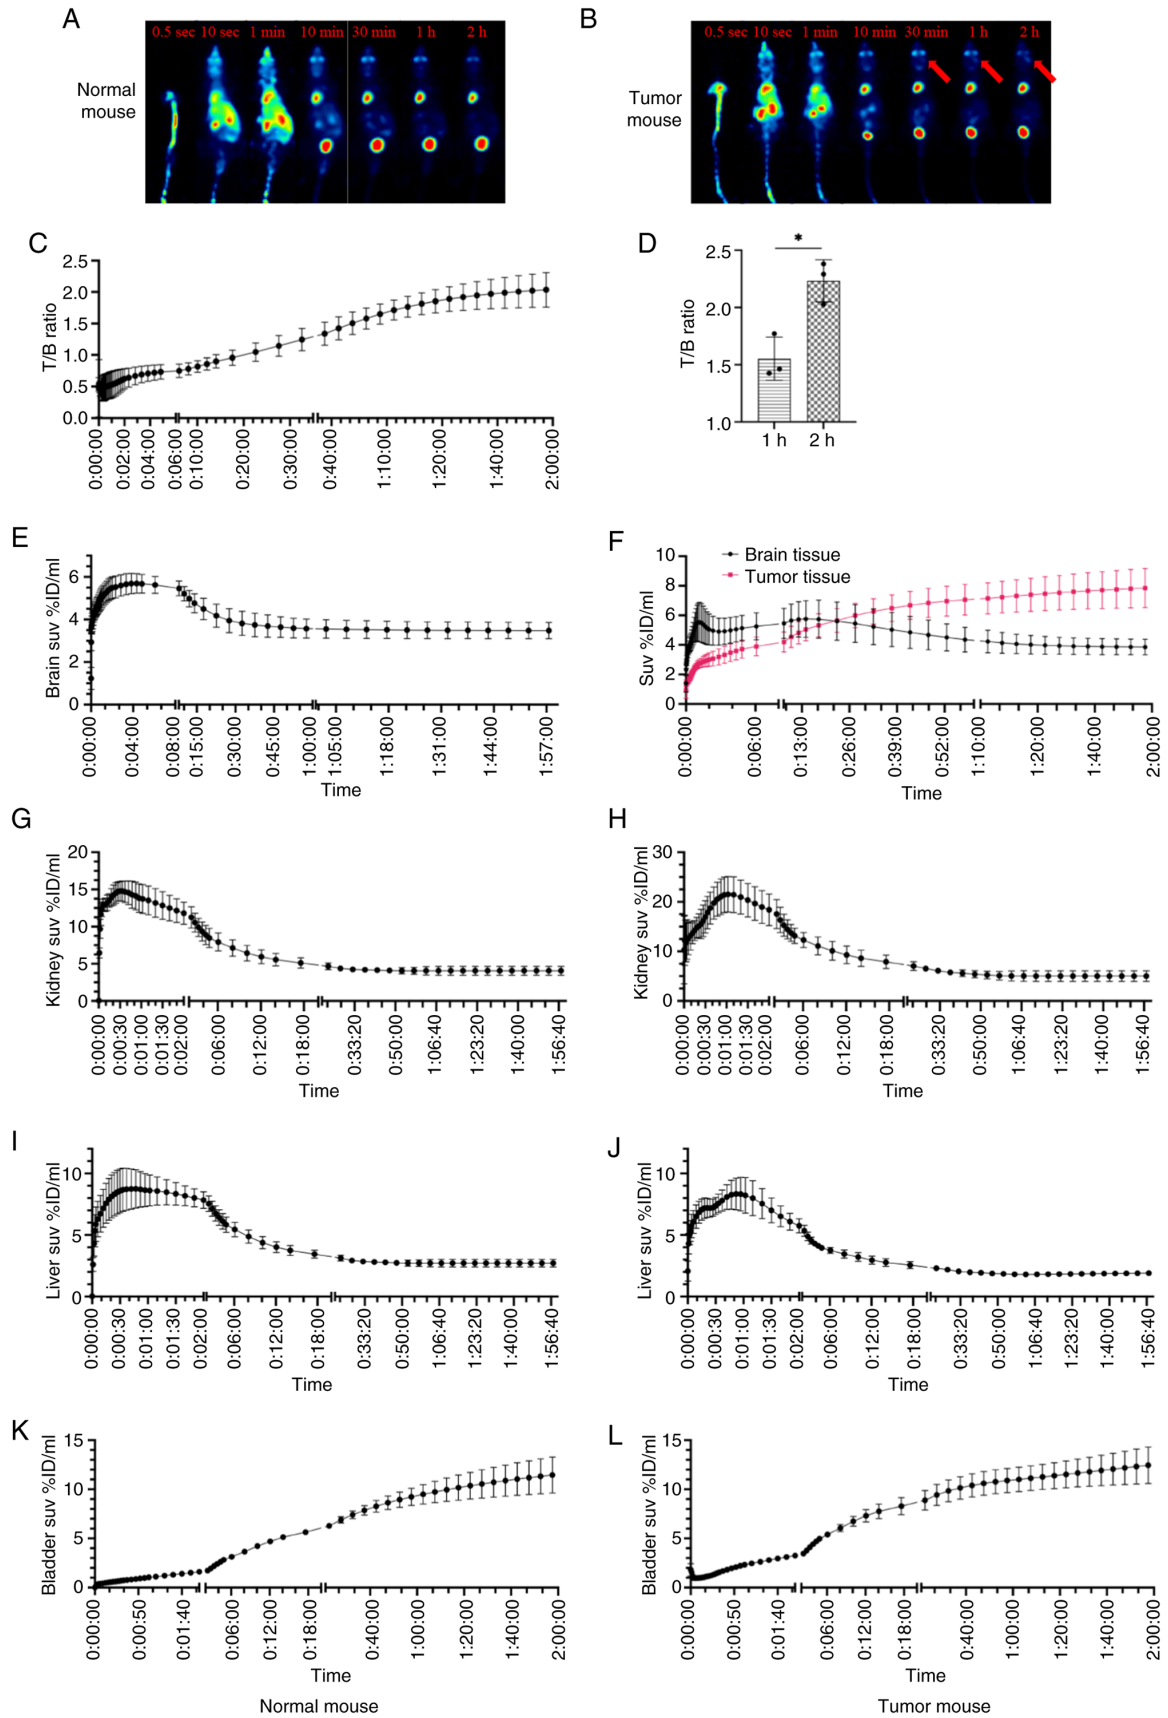 A
0.5 sec 10 sec 1 min 10 min 30 min 1 h 2 h
Normal
mouse
B
0.5 sec 10 sec 1 min 10 min 30 min 1 h 2 h
Tumor
mouse
C
T/B ratio
2.5
2.0
1.5
1.0
0.5
0.0
0:00:00 0:02:00 0:04:00 0:06:00 0:10:00 0:20:00 0:30:00 1:10:00 1:20:00 1:40:00 2:00:00
D
T/B ratio
*
2.5
2.0
1.5
1.0
1 h 2 h
E
Brain suv %ID/ml
6
4
2
0
0:00:00 0:04:00 0:08:00 0:15:00 0:30:00 0:45:00 1:00:00 1:05:00 1:18:00 1:31:00 1:44:00 1:57:00
Time
F
Suv %ID/ml
Brain tissue
Tumor tissue
10
8
6
4
2
0
0:00:00 0:06:00 0:13:00 0:26:00 0:39:00 0:52:00 1:10:00 1:20:00 1:40:00 2:00:00
Time
G
Kidney suv %ID/ml
20
15
10
5
0
0:00:00 0:00:30 0:01:00 0:01:30 0:02:00 0:06:00 0:12:00 0:18:00 0:33:20 0:50:00 1:06:40 1:23:20 1:40:00 1:56:40
Time
H
Kidney suv %ID/ml
30
20
10
0
0:00:00 0:00:30 0:01:00 0:01:30 0:02:00 0:06:00 0:12:00 0:18:00 0:33:20 0:50:00 1:06:40 1:23:20 1:40:00 1:56:40
Time
I
Liver suv %ID/ml
10
5
0
0:00:00 0:00:30 0:01:00 0:01:30 0:02:00 0:06:00 0:12:00 0:18:00 0:33:20 0:50:00 1:06:40 1:23:20 1:40:00 1:56:40
Time
J
Liver suv %ID/ml
10
5
0
0:00:00 0:00:30 0:01:00 0:01:30 0:02:00 0:06:00 0:12:00 0:18:00 0:33:20 0:50:00 1:06:40 1:23:20 1:40:00 1:56:40
Time
K
Bladder suv %ID/ml
15
10
5
0
0:00:00 0:00:50 0:01:40 0:06:00 0:12:00 0:18:00 0:40:00 1:00:00 1:20:00 1:40:00 2:00:00
Time
Normal mouse
L
Bladder suv %ID/ml
15
10
5
0
0:00:00 0:00:50 0:01:40 0:06:00 0:12:00 0:18:00 0:40:00 1:00:00 1:20:00 1:40:00 2:00:00
Time
Tumor mouse